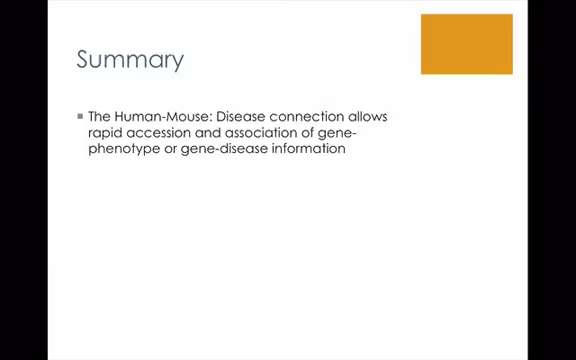 Summary
The Human-Mouse: Disease connection allows
rapid accession and association of gene-
phenotype or gene-disease information